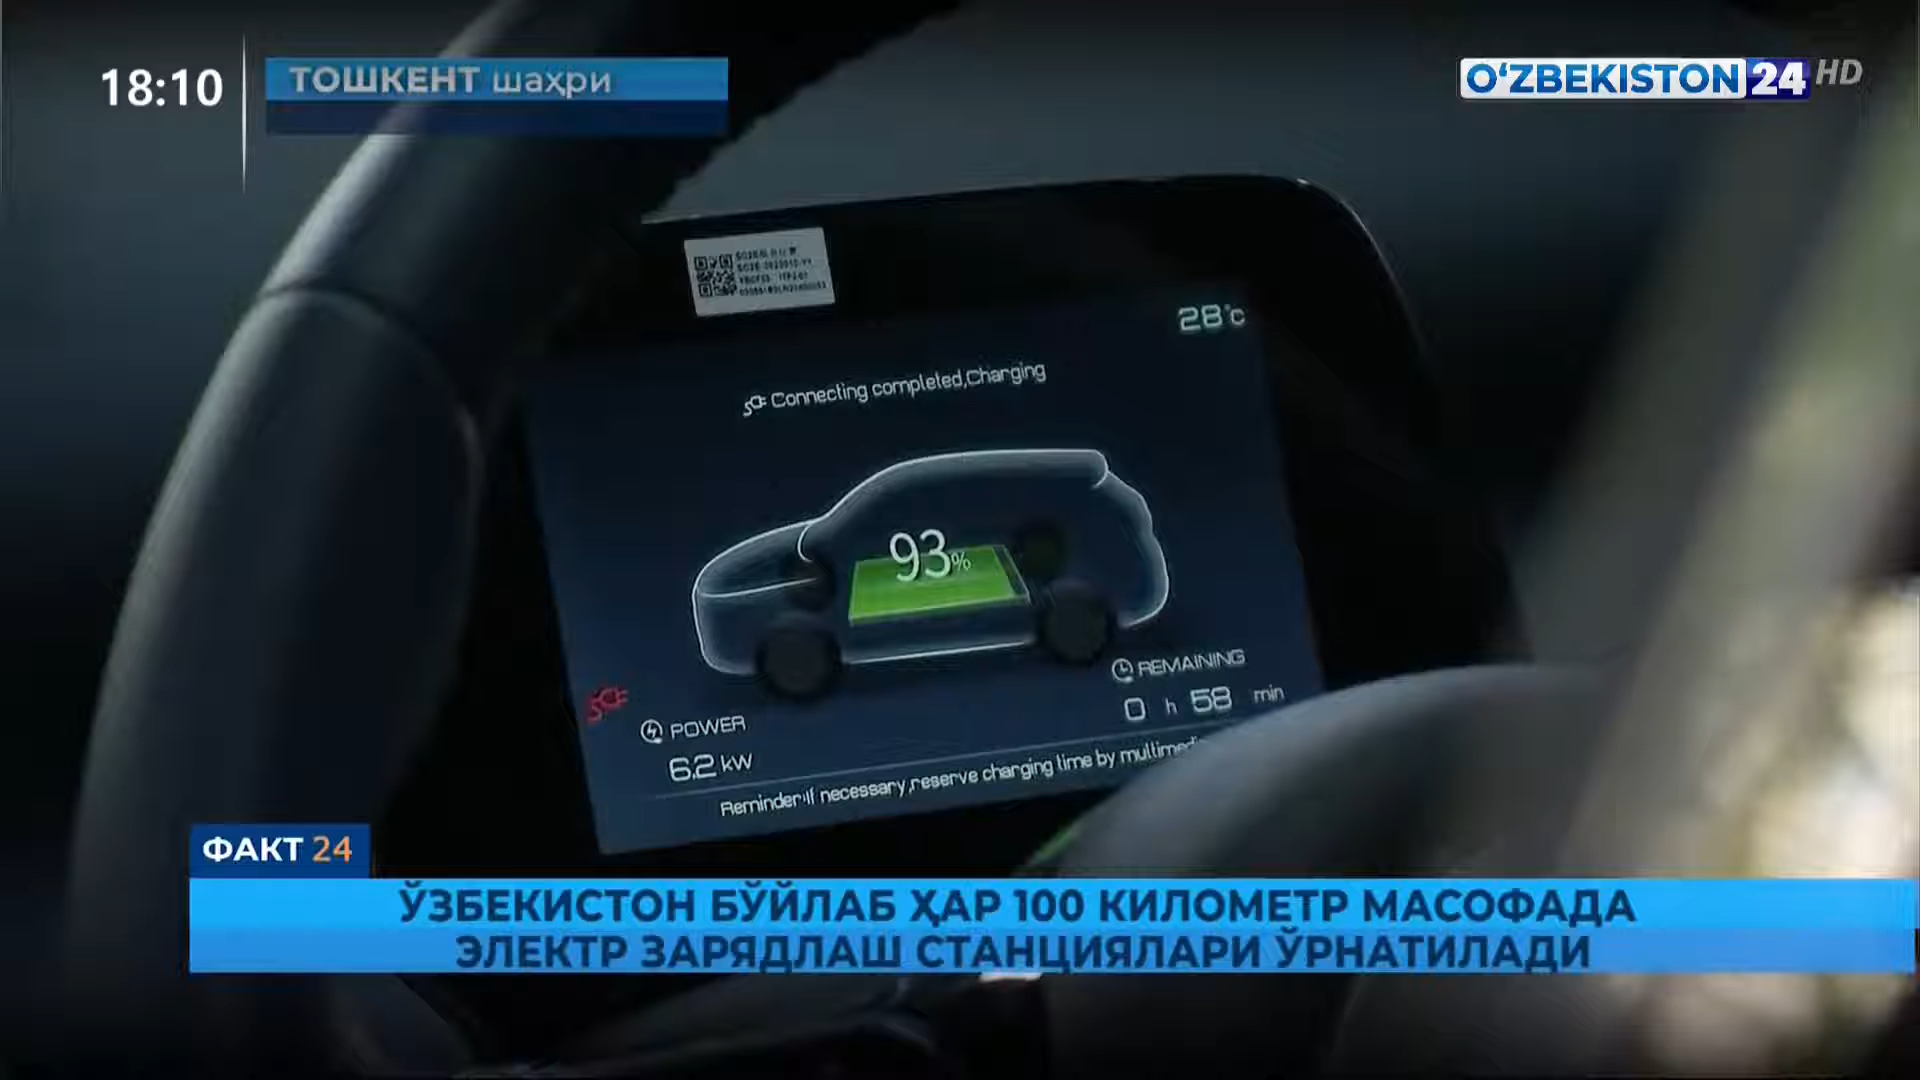 18:10
ТОШКЕНТ шаҳри
O‘ZBEKISTON 24 HD
28°c
Connecting completed,Charging
93%
REMAINING
0 h 58 min
POWER
6.2 kW
Reminder:If necessary,reserve charging time by
ФАКТ 24
ЎЗБЕКИСТОН БЎЙЛАБ ҲАР 100 КИЛОМЕТР МАСОФАДА
ЭЛЕКТР ЗАРЯДЛАШ СТАНЦИЯЛАРИ ЎРНАТИЛАДИ